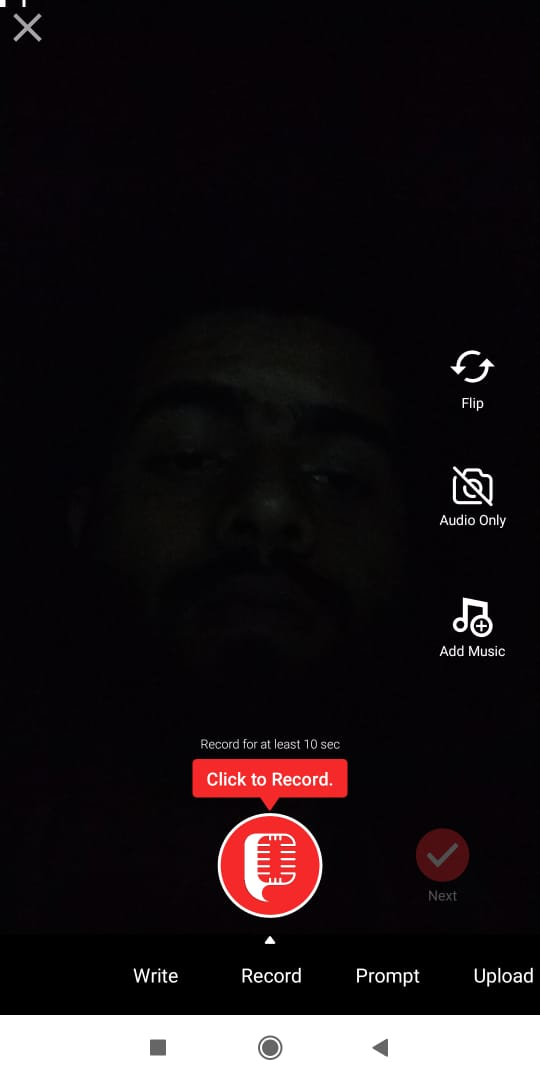 Flip
Audio Only
Add Music
Record for at least 10 sec
Click to Record.
Next
Write
Record
Prompt
Upload